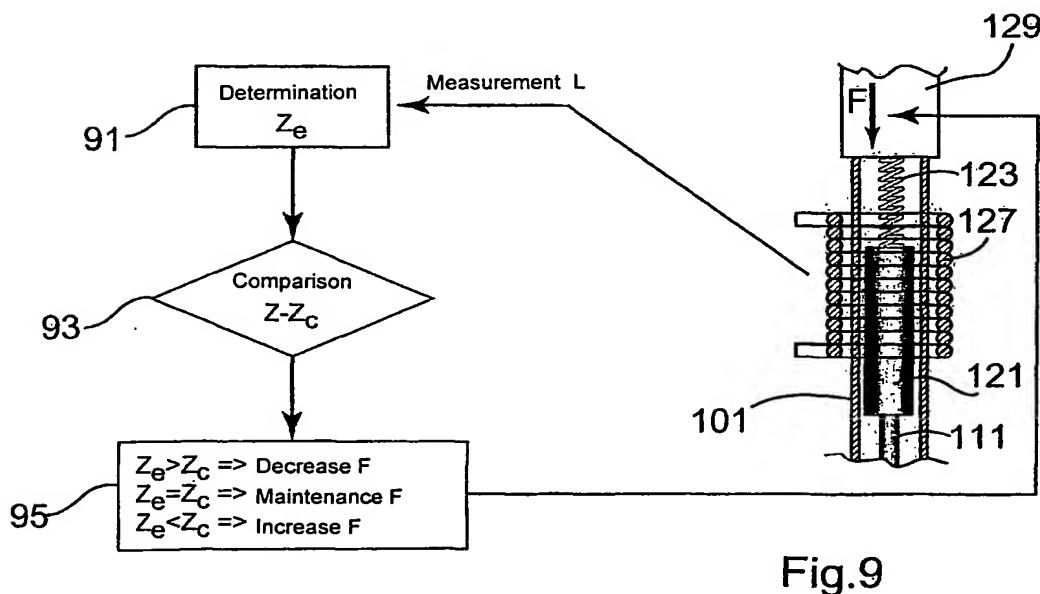 129
Measurement L
Determination
Ze
91
F
123
127
Comparison
Z-Zc
93
121
101
111
Ze>Zc => Decrease F
Ze=Zc => Maintenance F
Ze<Zc => Increase F
95
Fig.9